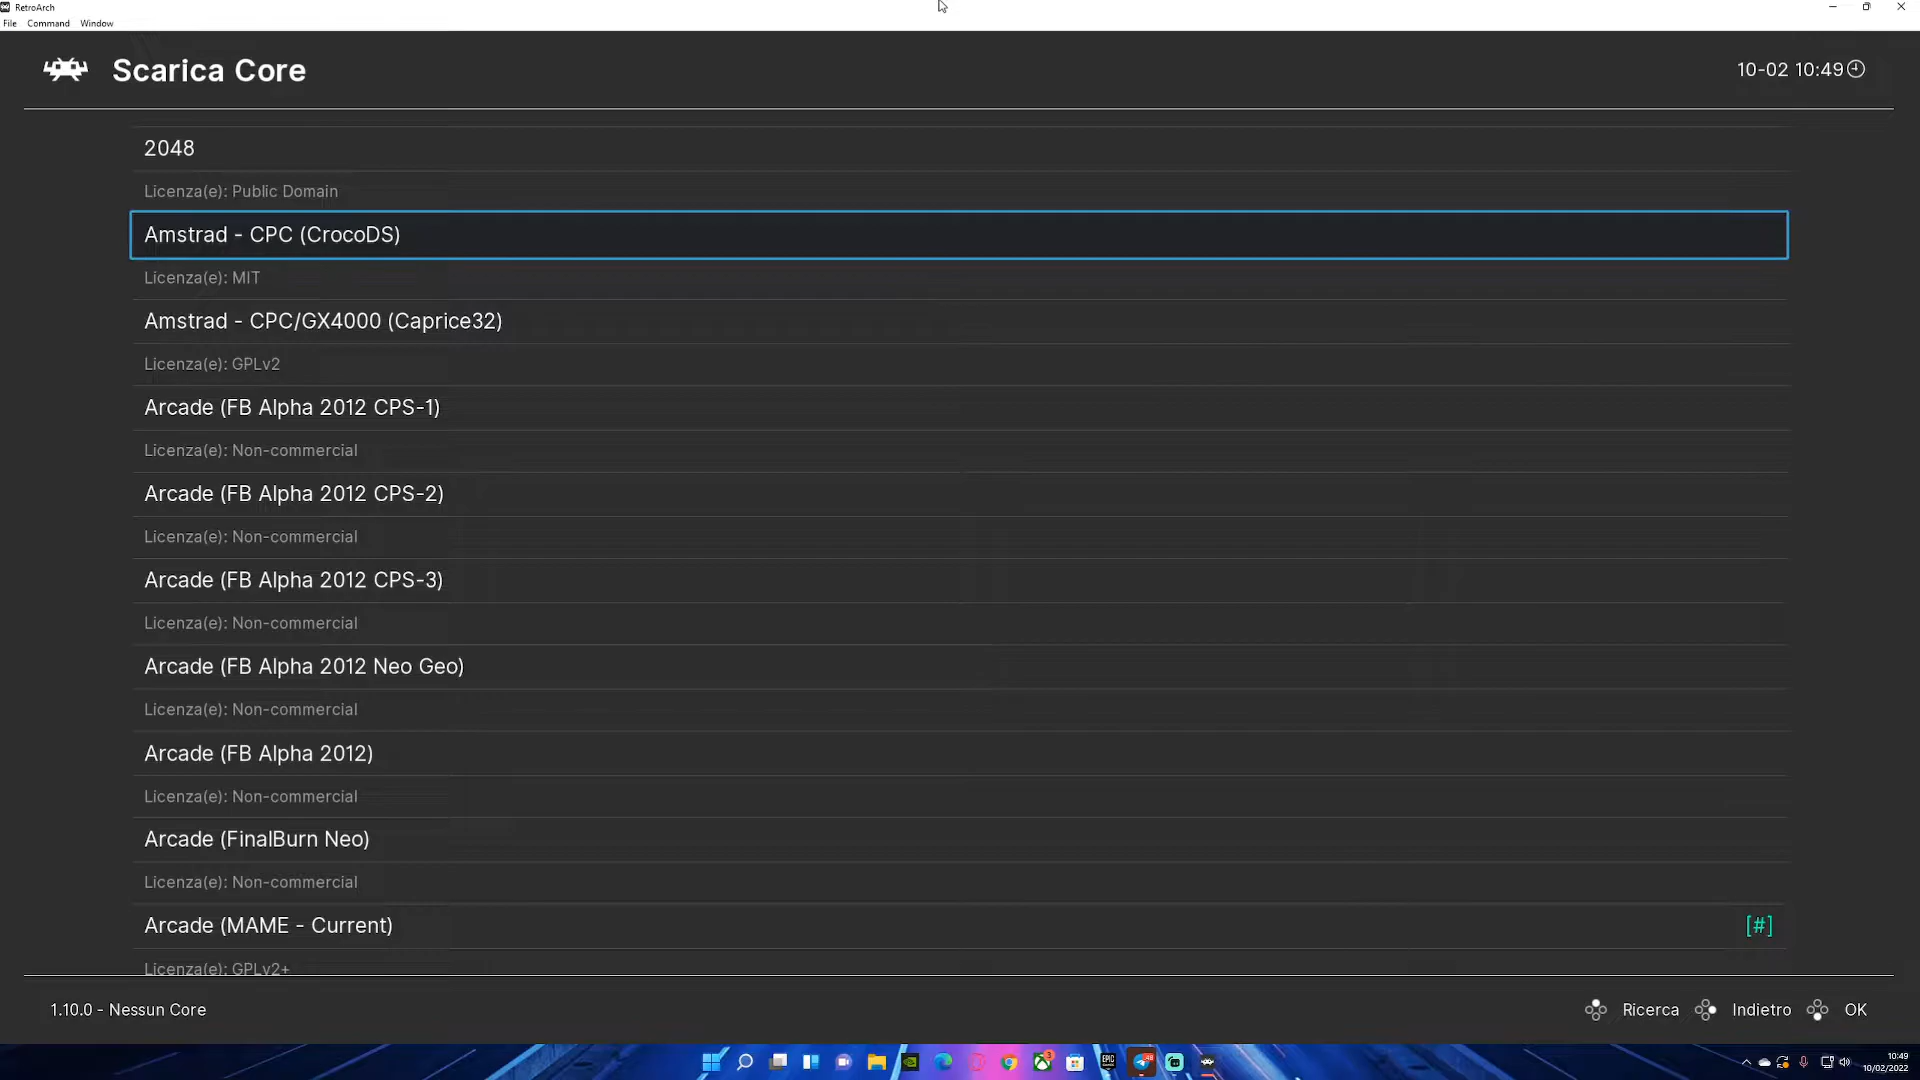 RetroArch
File Command Window
Scarica Core
10-02 10:49
2048
Licenza(e): Public Domain
Amstrad - CPC (CrocoDS)
Licenza(e): MIT
Amstrad - CPC/GX4000 (Caprice32)
Licenza(e): GPLv2
Arcade (FB Alpha 2012 CPS-1)
Licenza(e): Non-commercial
Arcade (FB Alpha 2012 CPS-2)
Licenza(e): Non-commercial
Arcade (FB Alpha 2012 CPS-3)
Licenza(e): Non-commercial
Arcade (FB Alpha 2012 Neo Geo)
Licenza(e): Non-commercial
Arcade (FB Alpha 2012)
Licenza(e): Non-commercial
Arcade (FinalBurn Neo)
Licenza(e): Non-commercial
Arcade (MAME - Current) [#]
Licenza(e): GPLv2+
1.10.0 - Nessun Core
Ricerca Indietro OK
EPIC
3
48
10:49
10/02/2022